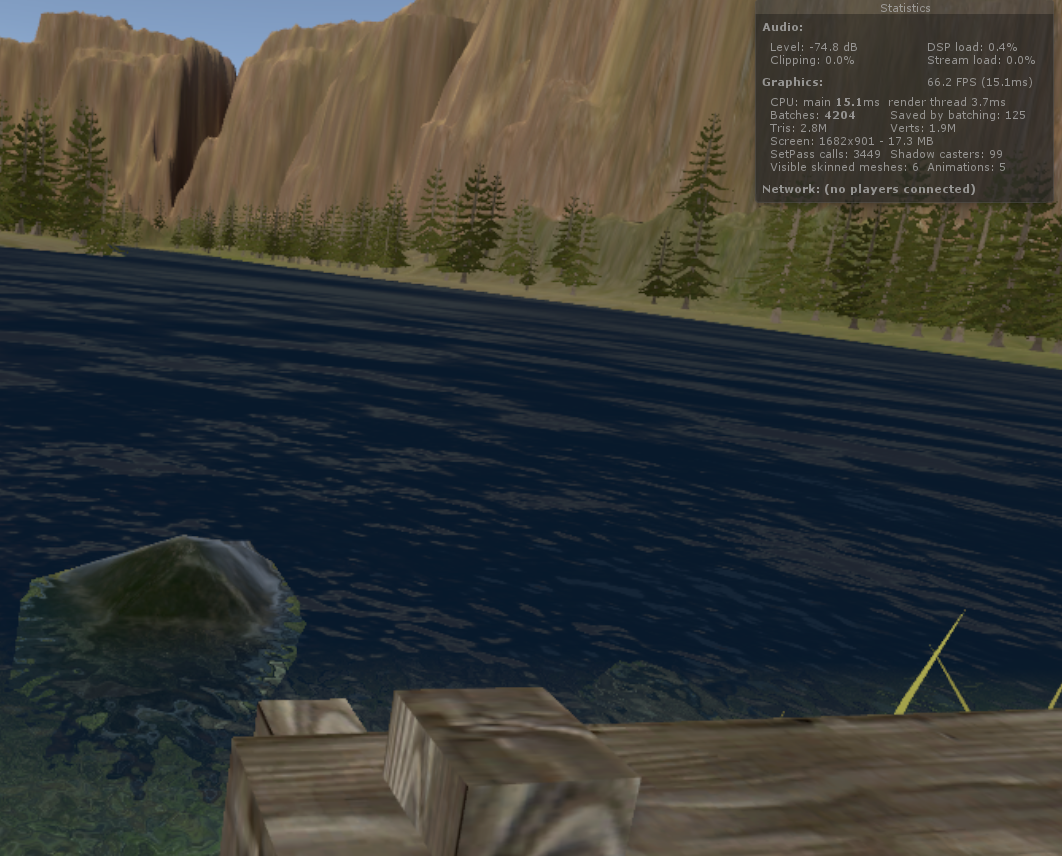 Statistics
Audio:
Level: -74.8 dB DSP load: 0.4%
Clipping: 0.0% Stream load: 0.0%
Graphics: 66.2 FPS (15.1ms)
CPU: main 15.1ms render thread 3.7ms
Batches: 4204 Saved by batching: 125
Tris: 2.8M Verts: 1.9M
Screen: 1682x901 - 17.3 MB
SetPass calls: 3449 Shadow casters: 99
Visible skinned meshes: 6 Animations: 5
Network: (no players connected)